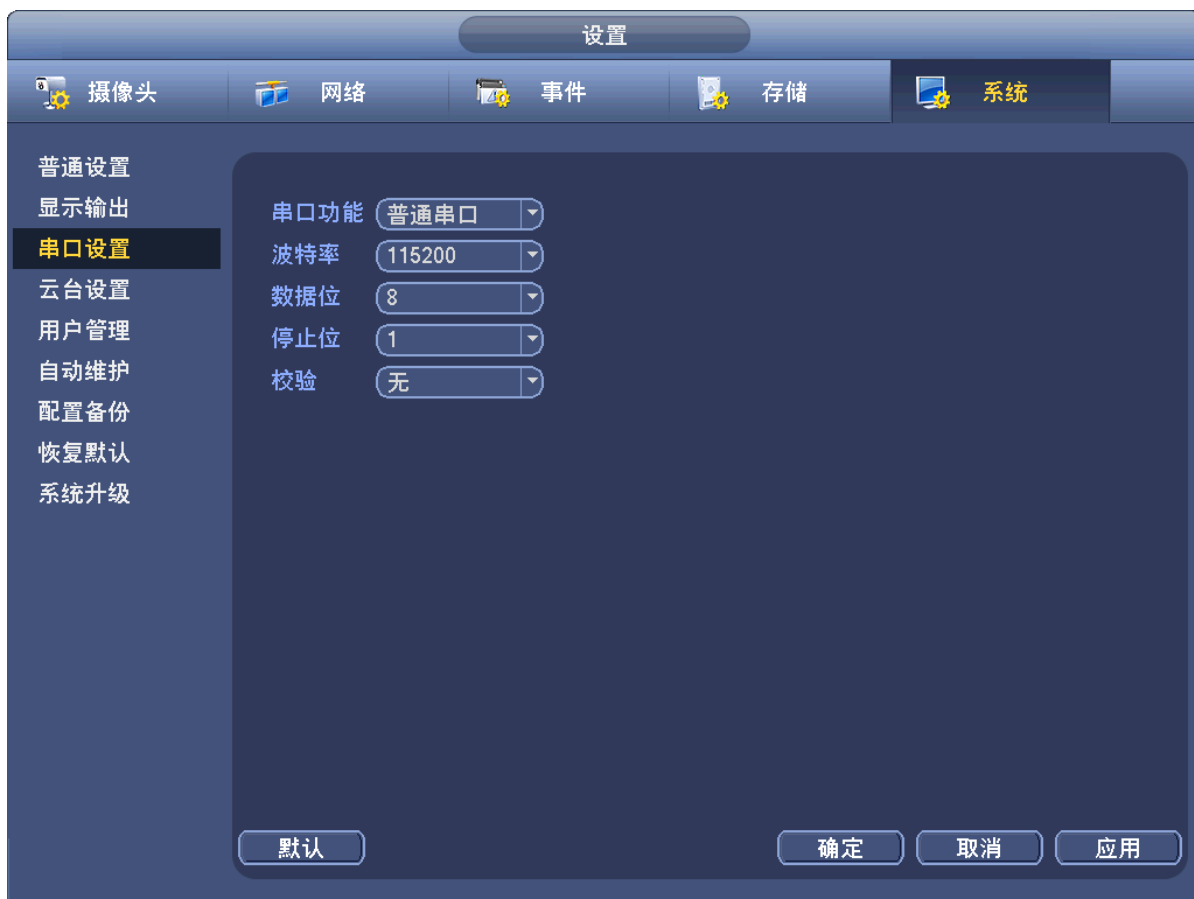 设置
摄像头 网络 事件 存储 系统
普通设置
显示输出
串口设置
云台设置
用户管理
自动维护
配置备份
恢复默认
系统升级
串口功能 普通串口
波特率 115200
数据位 8
停止位 1
校验 无
默认 确定 取消 应用